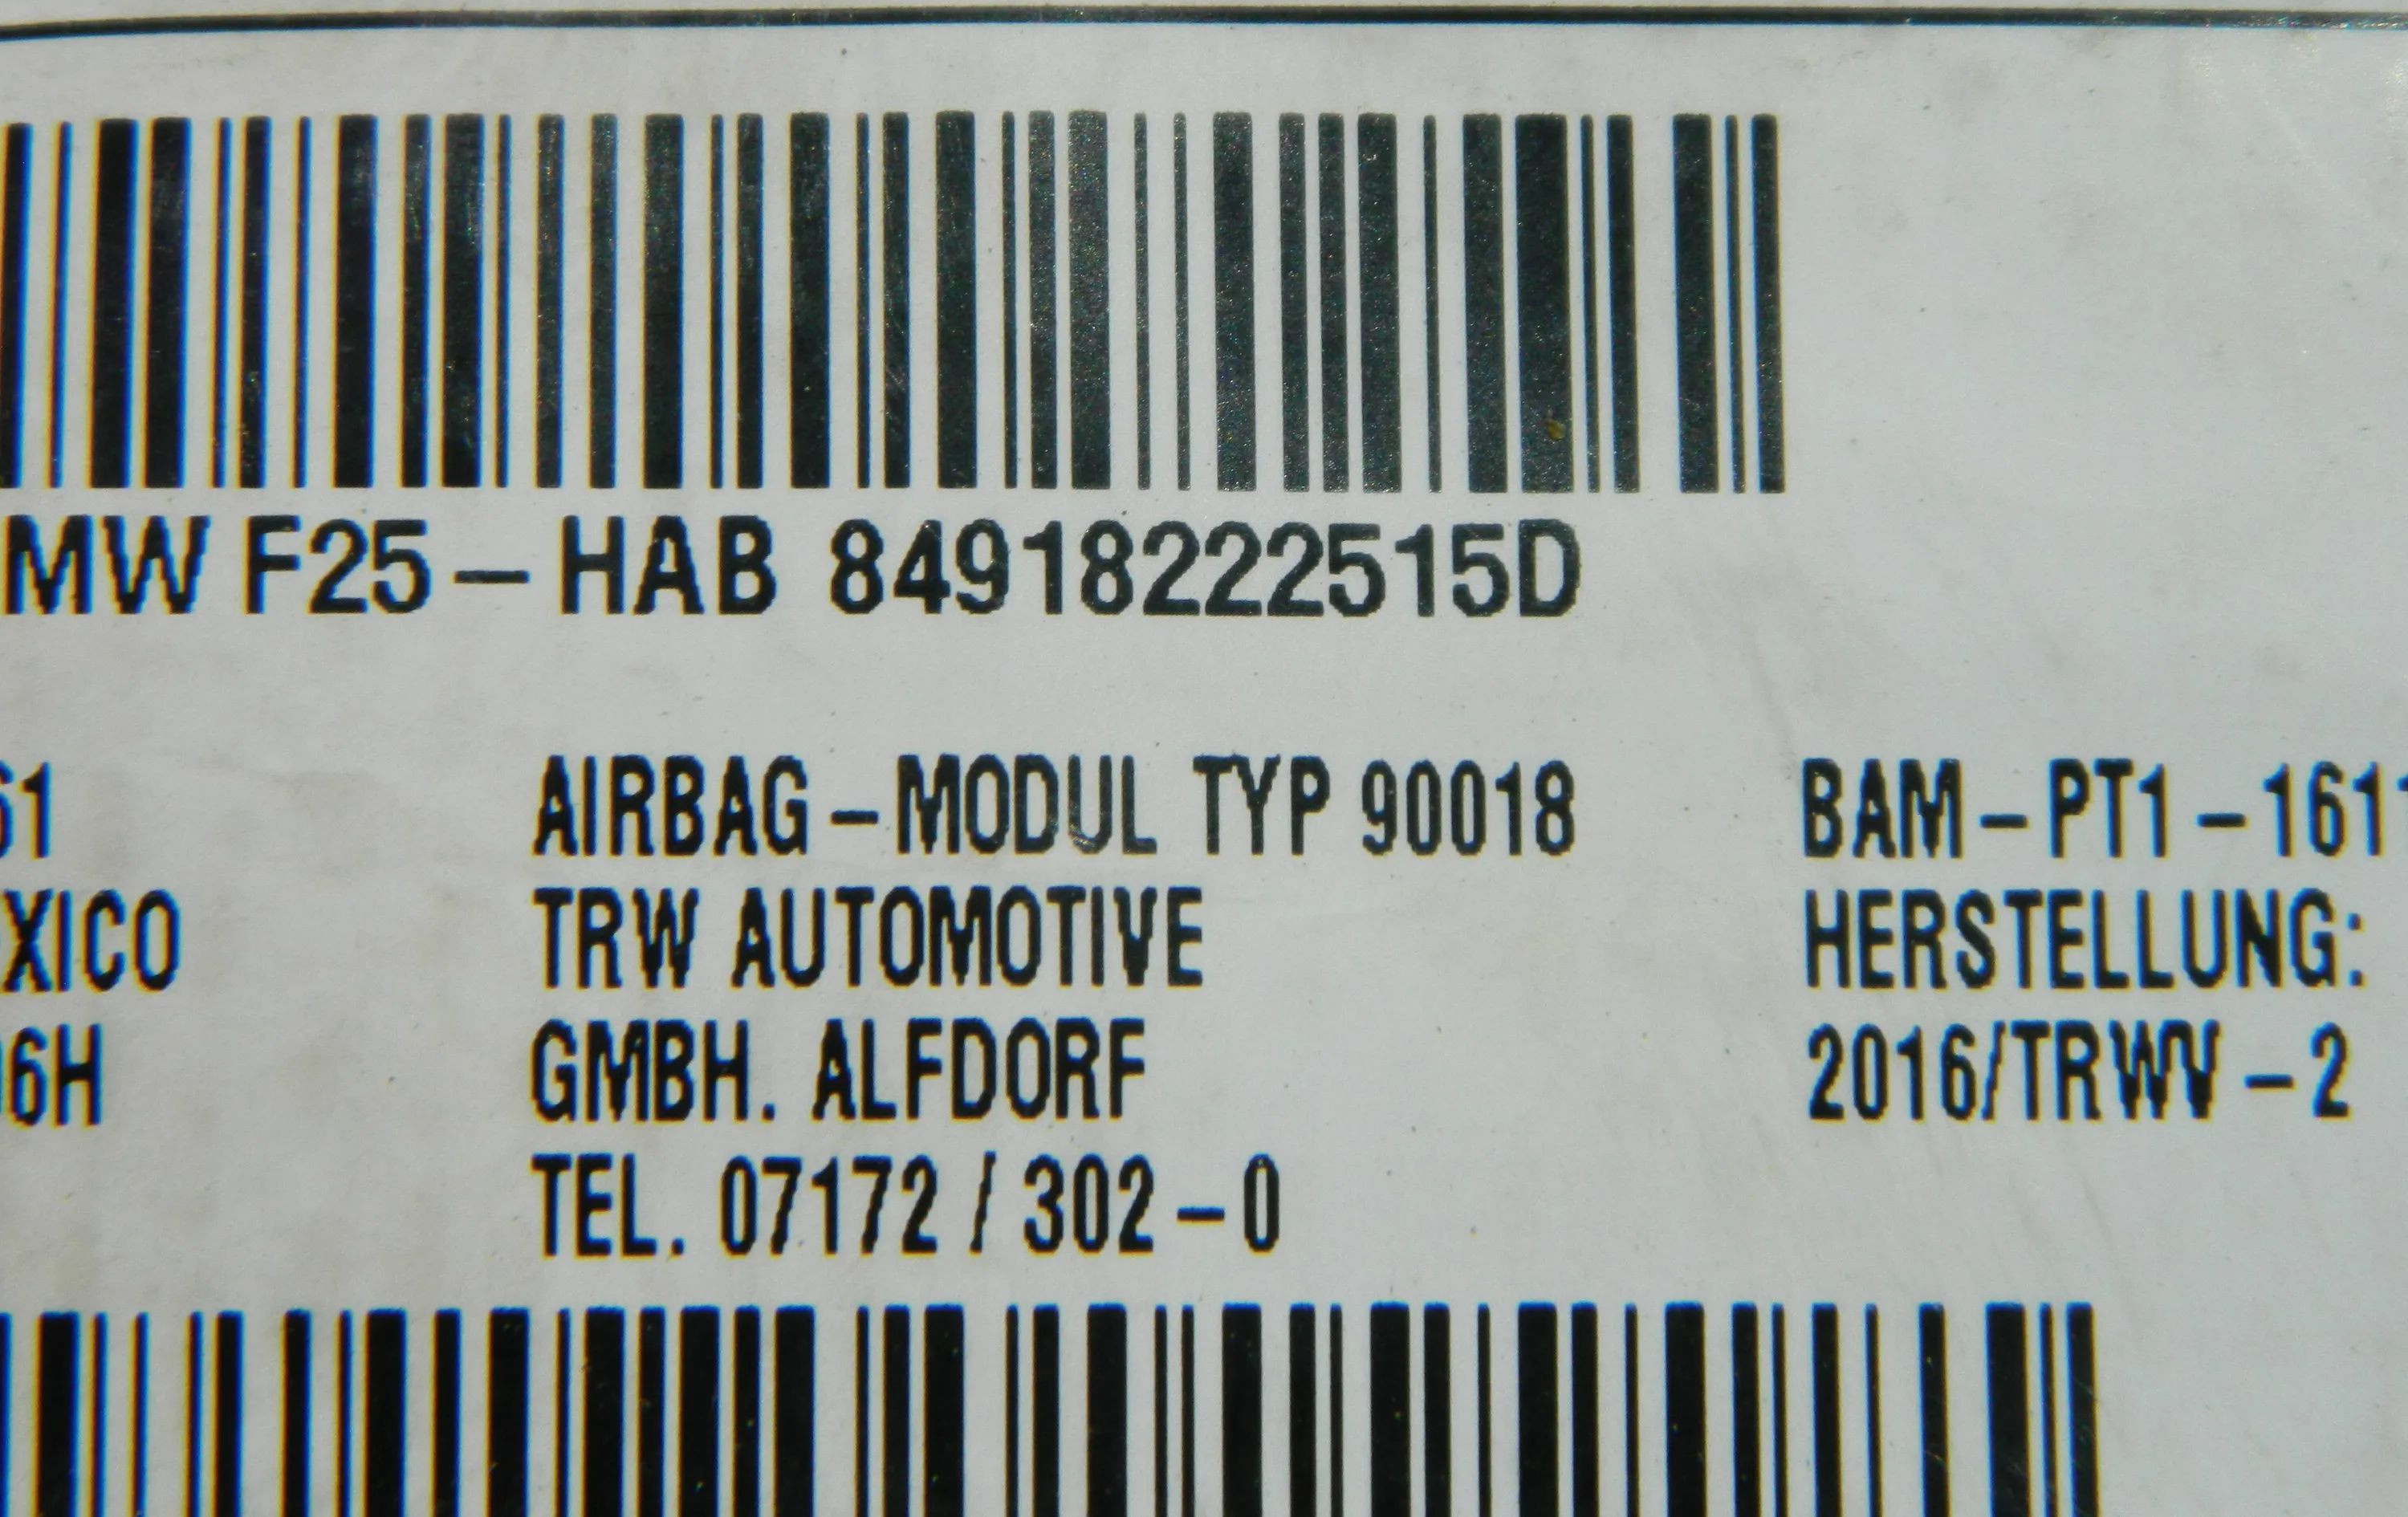 MW F25-HAB 84918222515D
61 AIRBAG-MODUL TYP 90018 BAM-PT1-1611
XICO TRW AUTOMOTIVE HERSTELLUNG:
6H GMBH. ALFDORF 2016/TRWV-2
TEL. 07172 / 302-0